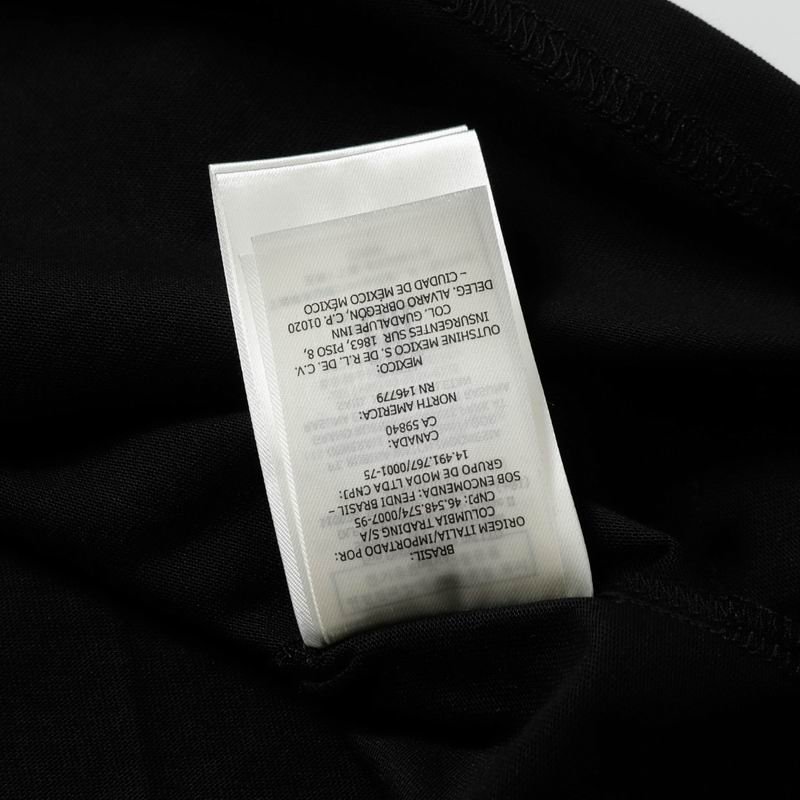 BRASIL:
ORIGEM ITALIA/IMPORTADO POR:
COLUMBIA TRADING S/A
CNPJ: 46.548.574/0007-95
SOB ENCOMENDA: FENDI BRASIL –
GRUPO DE MODA LTDA CNPJ:
14.491.767/0001-75
CANADA:
CA 59840
NORTH AMERICA:
RN 146779
MEXICO:
OUTSHINE MEXICO S. DE R.L. DE. C.V.
INSURGENTES SUR 1863, PISO 8,
COL. GUADALUPE INN
DELEG. ALVARO OBREGÓN, C.P. 01020
– CIUDAD DE MÉXICO MÉXICO